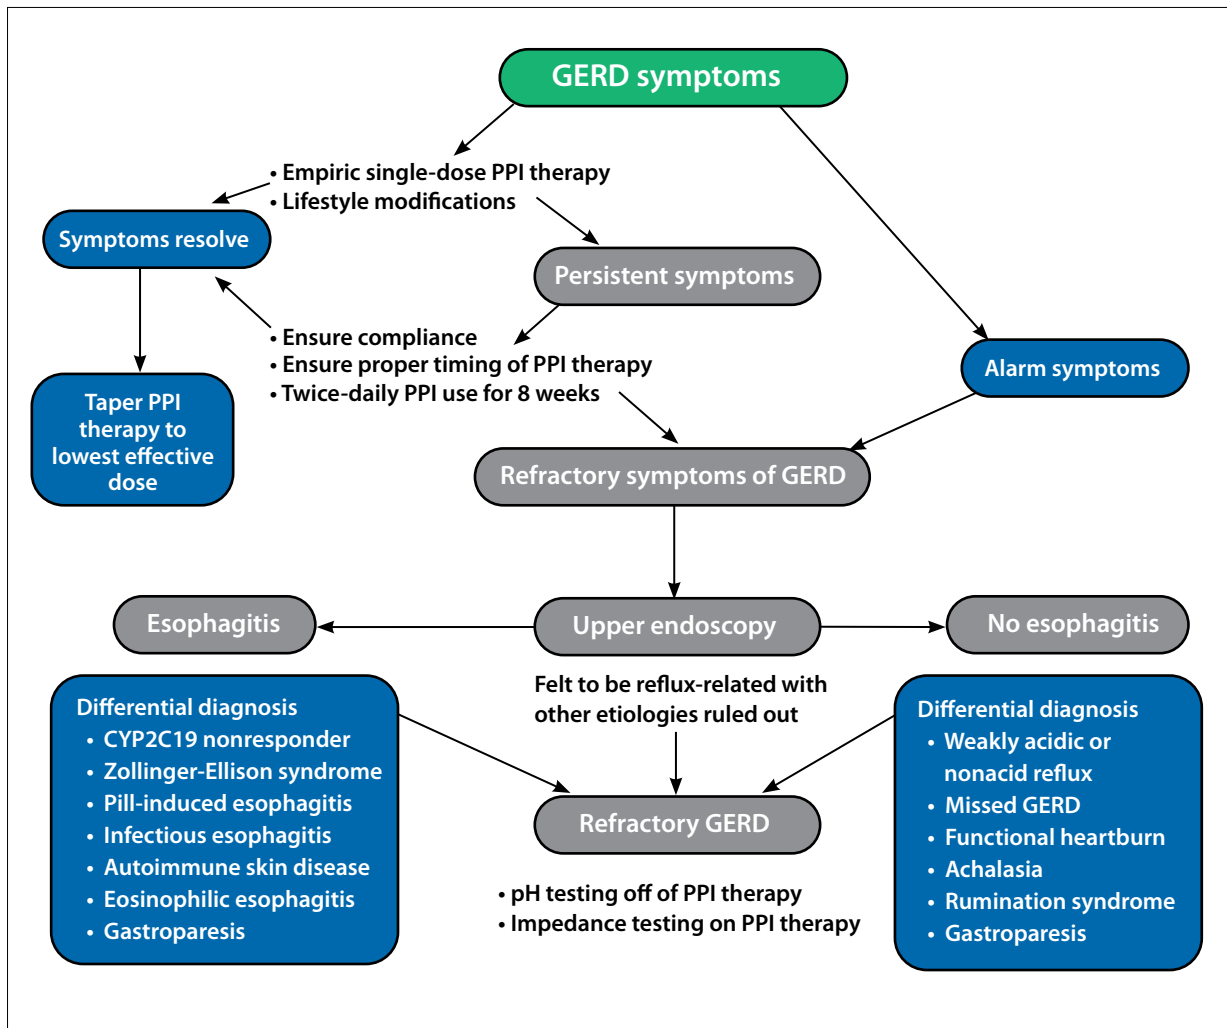 GERD symptoms
• Empiric single-dose PPI therapy
• Lifestyle modifications
Symptoms resolve
Persistent symptoms
• Ensure compliance
• Ensure proper timing of PPI therapy
• Twice-daily PPI use for 8 weeks
Alarm symptoms
Taper PPI
therapy to
lowest effective
dose
Refractory symptoms of GERD
Esophagitis
Upper endoscopy
No esophagitis
Differential diagnosis
• CYP2C19 nonresponder
• Zollinger-Ellison syndrome
• Pill-induced esophagitis
• Infectious esophagitis
• Autoimmune skin disease
• Eosinophilic esophagitis
• Gastroparesis
Felt to be reflux-related with
other etiologies ruled out
Refractory GERD
• pH testing off of PPI therapy
• Impedance testing on PPI therapy
Differential diagnosis
• Weakly acidic or
nonacid reflux
• Missed GERD
• Functional heartburn
• Achalasia
• Rumination syndrome
• Gastroparesis